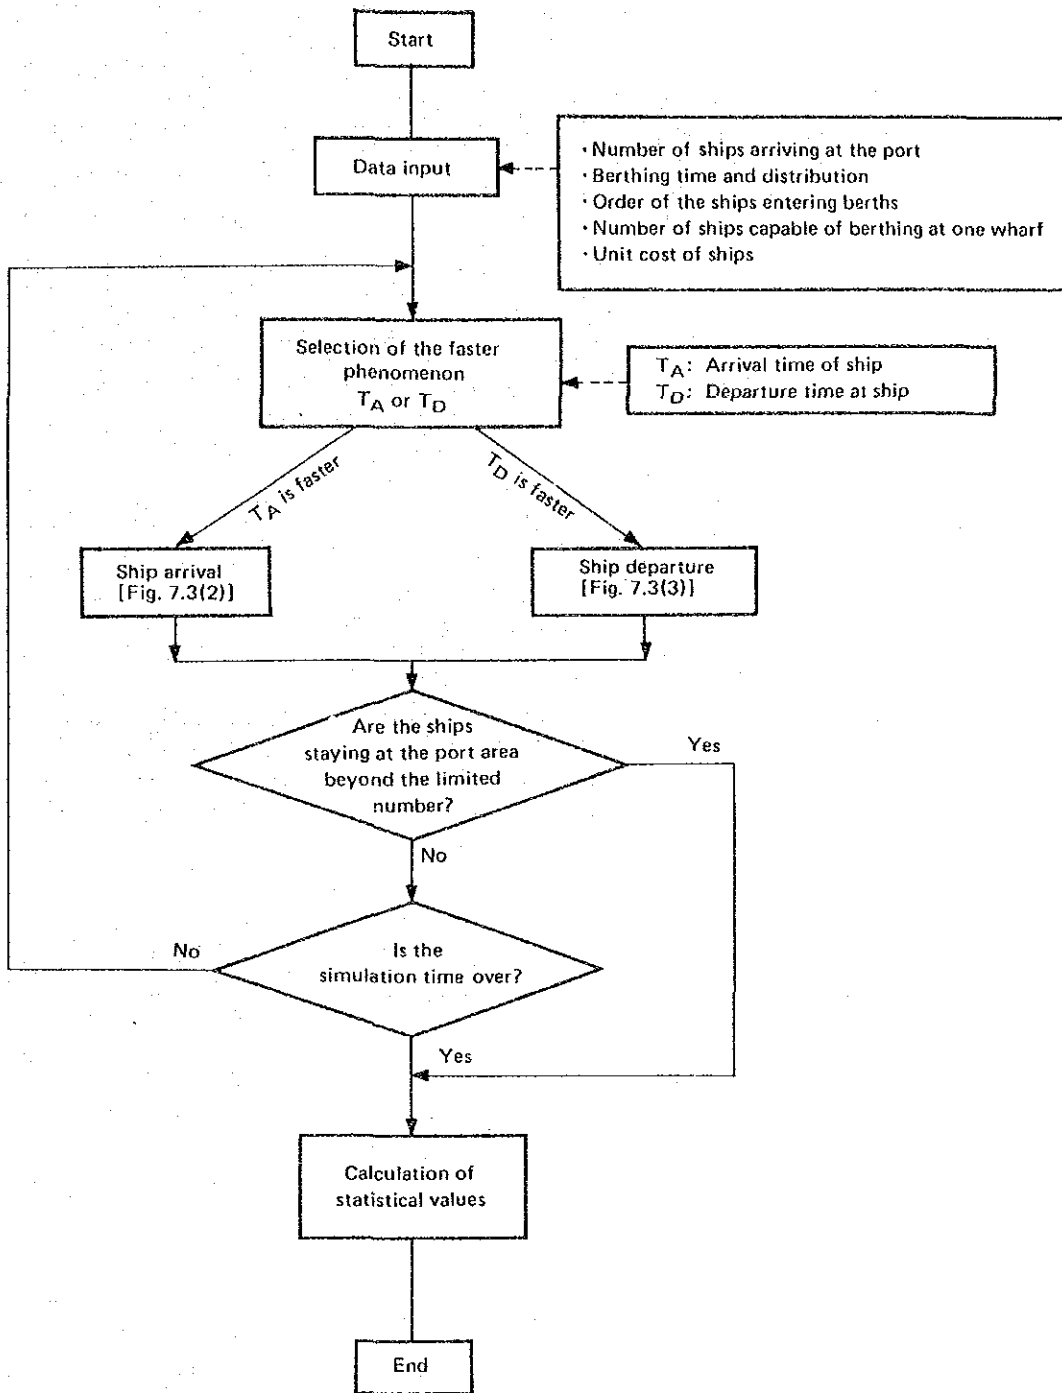 Start
Data input
・Number of ships arriving at the port
・Berthing time and distribution
・Order of the ships entering berths
・Number of ships capable of berthing at one wharf
・Unit cost of ships
Selection of the faster
phenomenon
TA or TD
TA: Arrival time of ship
TD: Departure time at ship
TA is faster
TD is faster
Ship arrival
[Fig. 7.3(2)]
Ship departure
[Fig. 7.3(3)]
Are the ships
staying at the port area
beyond the limited
number?
Yes
No
No
Is the
simulation time over?
Yes
Calculation of
statistical values
End